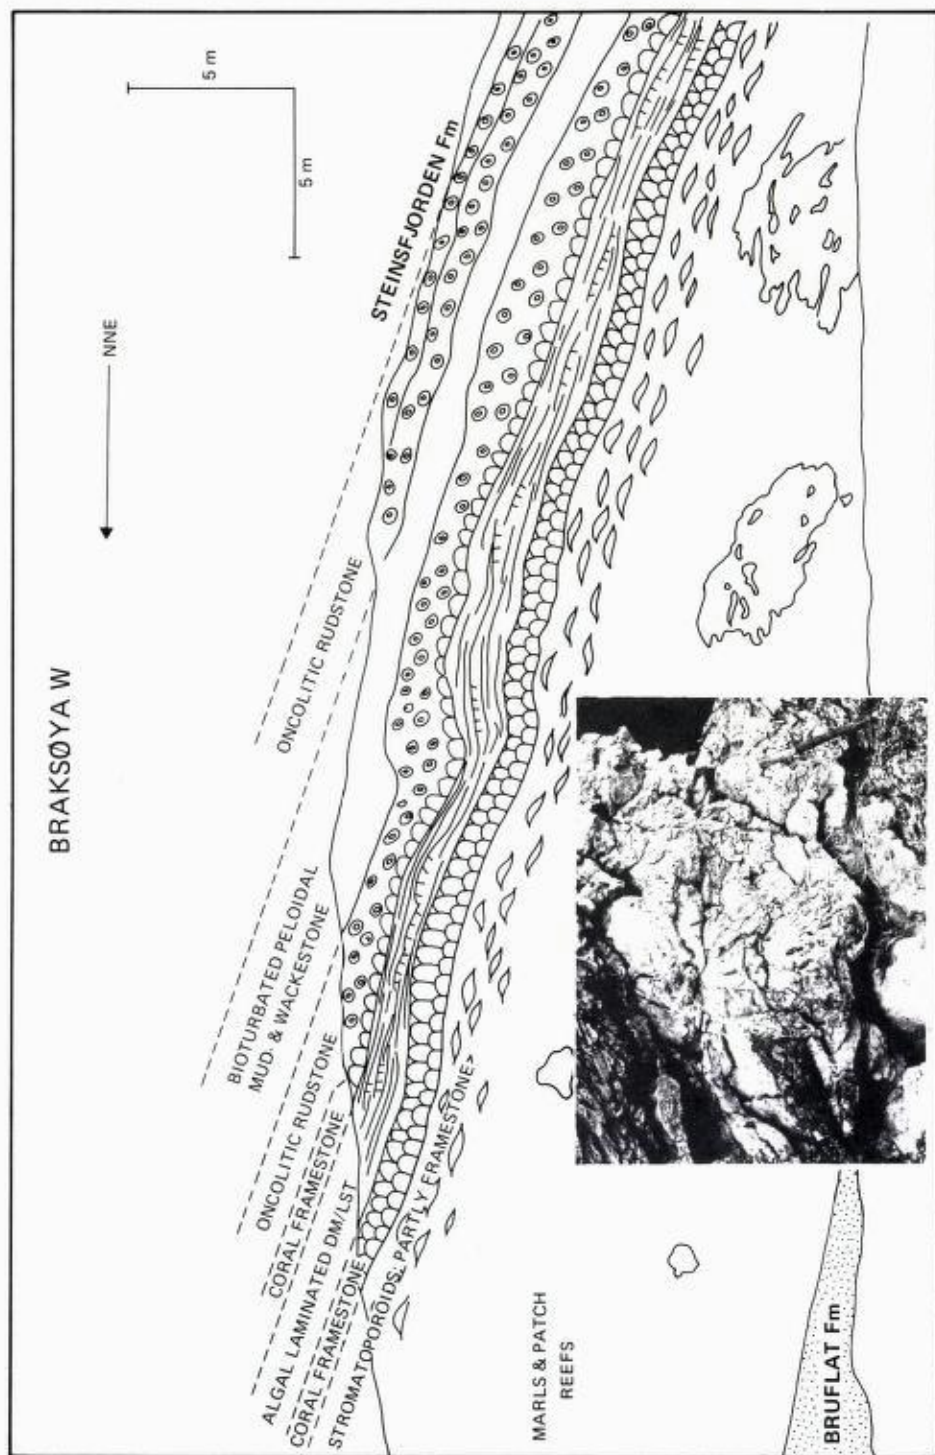 BRAKSØYA W
NNE
5 m
5 m
STEINSFJORDEN Fm
ONCOLITIC RUDSTONE
BIOTURBATED PELOIDAL
MUD- & WACKESTONE
ONCOLITIC RUDSTONE
CORAL FRAMESTONE
ALGAL LAMINATED DM/LST
CORAL FRAMESTONE
STROMATOPOROIDS; PARTLY FRAMESTONE>
MARLS & PATCH
REEFS
BRUFLAT Fm